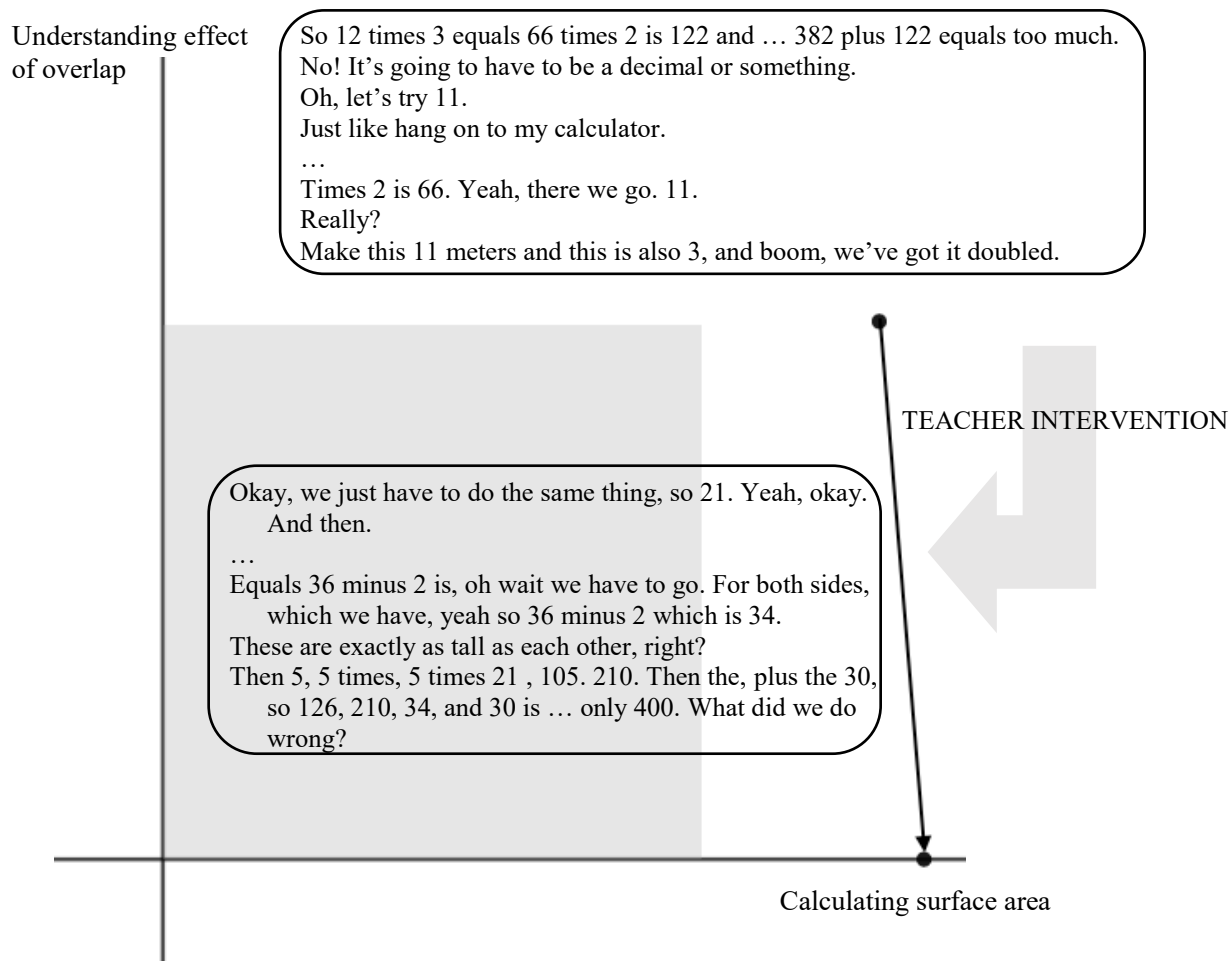 Understanding effect
of overlap
So 12 times 3 equals 66 times 2 is 122 and … 382 plus 122 equals too much.
No! It’s going to have to be a decimal or something.
Oh, let’s try 11.
Just like hang on to my calculator.
…
Times 2 is 66. Yeah, there we go. 11.
Really?
Make this 11 meters and this is also 3, and boom, we’ve got it doubled.
TEACHER INTERVENTION
Okay, we just have to do the same thing, so 21. Yeah, okay.
And then.
…
Equals 36 minus 2 is, oh wait we have to go. For both sides,
which we have, yeah so 36 minus 2 which is 34.
These are exactly as tall as each other, right?
Then 5, 5 times, 5 times 21 , 105. 210. Then the, plus the 30,
so 126, 210, 34, and 30 is … only 400. What did we do
wrong?
Calculating surface area